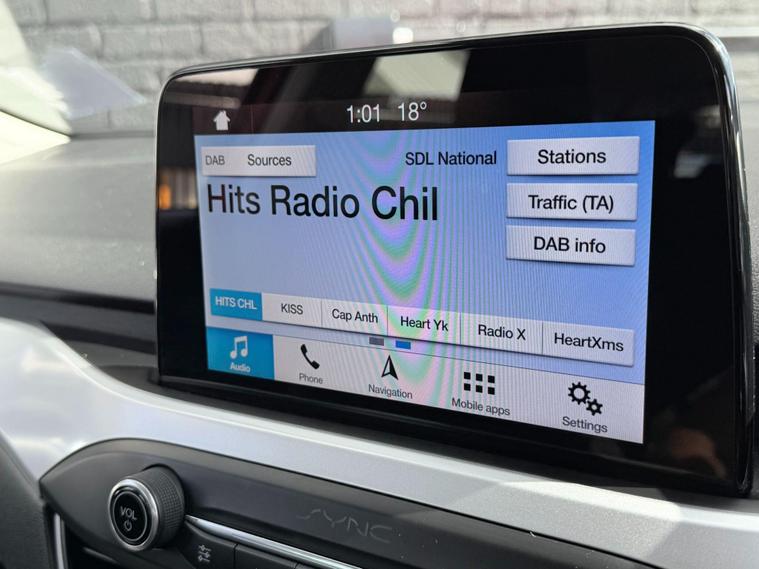 1:01 18°
DAB Sources SDL National Stations
Hits Radio Chil
Traffic (TA)
DAB info
HITS CHL KISS Cap Anth Heart Yk Radio X HeartXms
Audio Phone Navigation Mobile apps Settings
VOL
SYNC